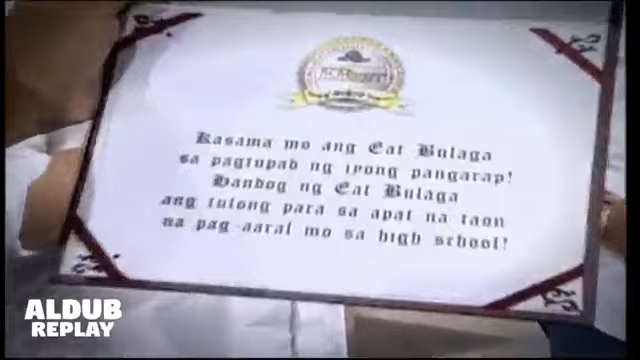 Kasama mo ang Eat Bulaga
sa pagtupad ng iyong pangarap!
Handog ng Eat Bulaga
ang tulong para sa apat na taon
na pag-aaral mo sa high school!
ALDUB
REPLAY